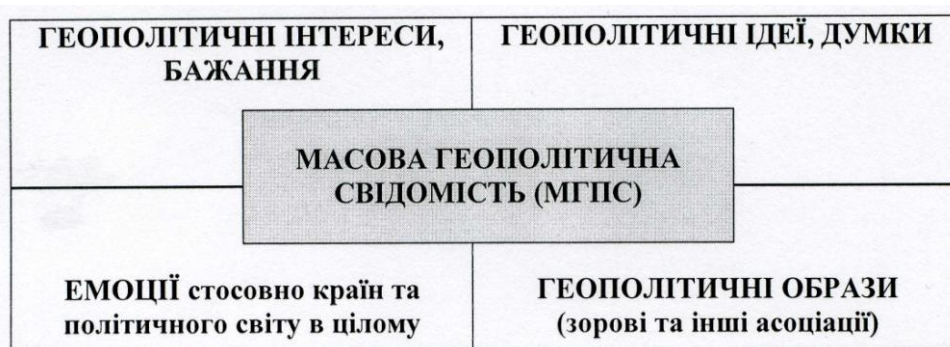 ГЕОПОЛІТИЧНІ ІНТЕРЕСИ,
БАЖАННЯ
ГЕОПОЛІТИЧНІ ІДЕЇ, ДУМКИ
МАСОВА ГЕОПОЛІТИЧНА
СВІДОМІСТЬ (МГПС)
ЕМОЦІЇ стосовно країн та
політичного світу в цілому
ГЕОПОЛІТИЧНІ ОБРАЗИ
(зорові та інші асоціації)